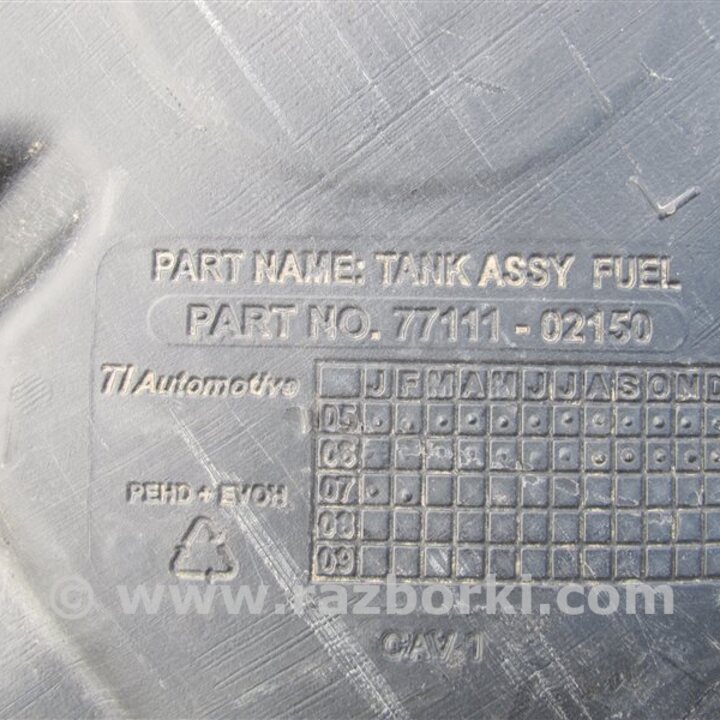 PART NAME: TANK ASSY FUEL
PART NO. 77111-02150
TI Automotive
J F M A M J J A S O N D
05
06
07
08
09
PEHD + EVOH
© www.razborki.com
CAV.1